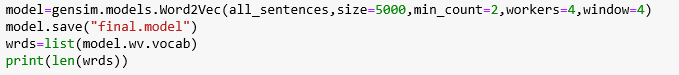 model=gensim.models.Word2Vec(all_sentences,size=5000,min_count=2,workers=4,window=4)
model.save("final.model")
wrds=list(model.wv.vocab)
print(len(wrds))